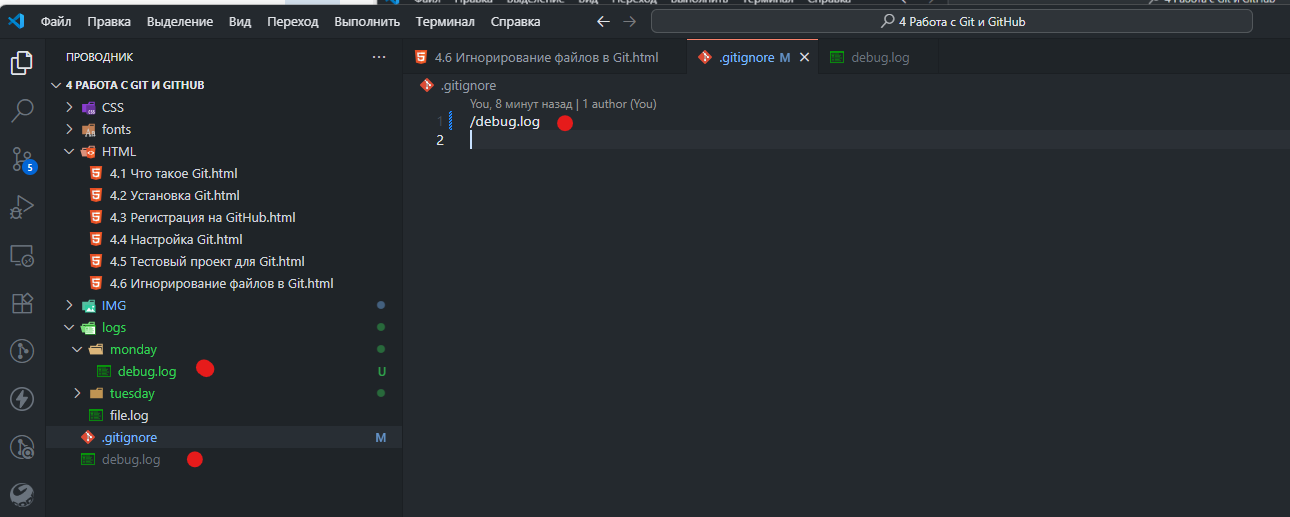 Файл Правка Выделение Вид Переход Выполнить Терминал Справка
4 Работа с Git и GitHub
ПРОВОДНИК
4 РАБОТА С GIT И GITHUB
CSS
fonts
HTML
4.1 Что такое Git.html
4.2 Установка Git.html
4.3 Регистрация на GitHub.html
4.4 Настройка Git.html
4.5 Тестовый проект для Git.html
4.6 Игнорирование файлов в Git.html
IMG
logs
monday
debug.log U
tuesday
file.log
.gitignore M
debug.log
5
4.6 Игнорирование файлов в Git.html
.gitignore M
debug.log
.gitignore
You, 8 минут назад | 1 author (You)
1 /debug.log
2